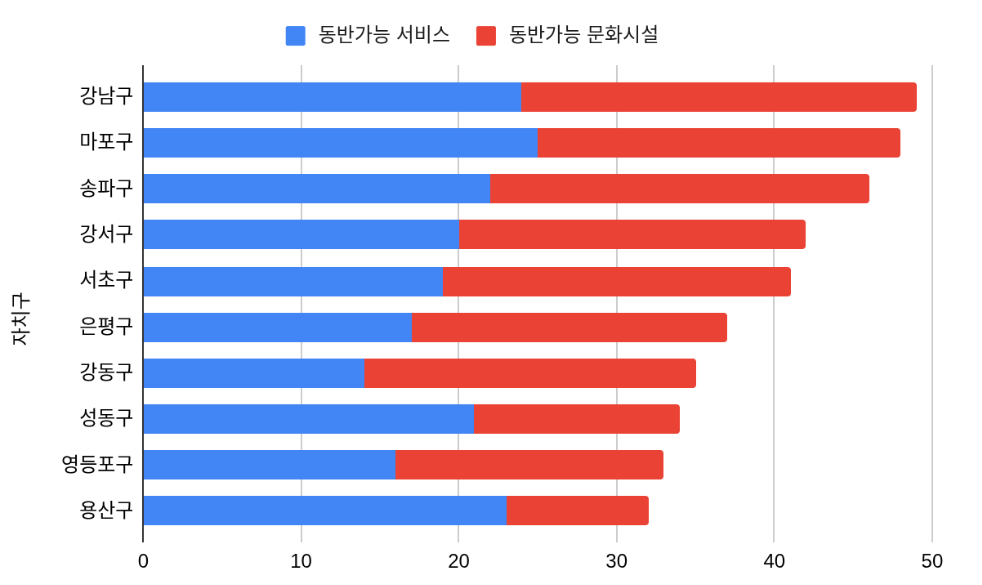 동반가능 서비스 동반가능 문화시설
자치구
강남구
마포구
송파구
강서구
서초구
은평구
강동구
성동구
영등포구
용산구
0 10 20 30 40 50